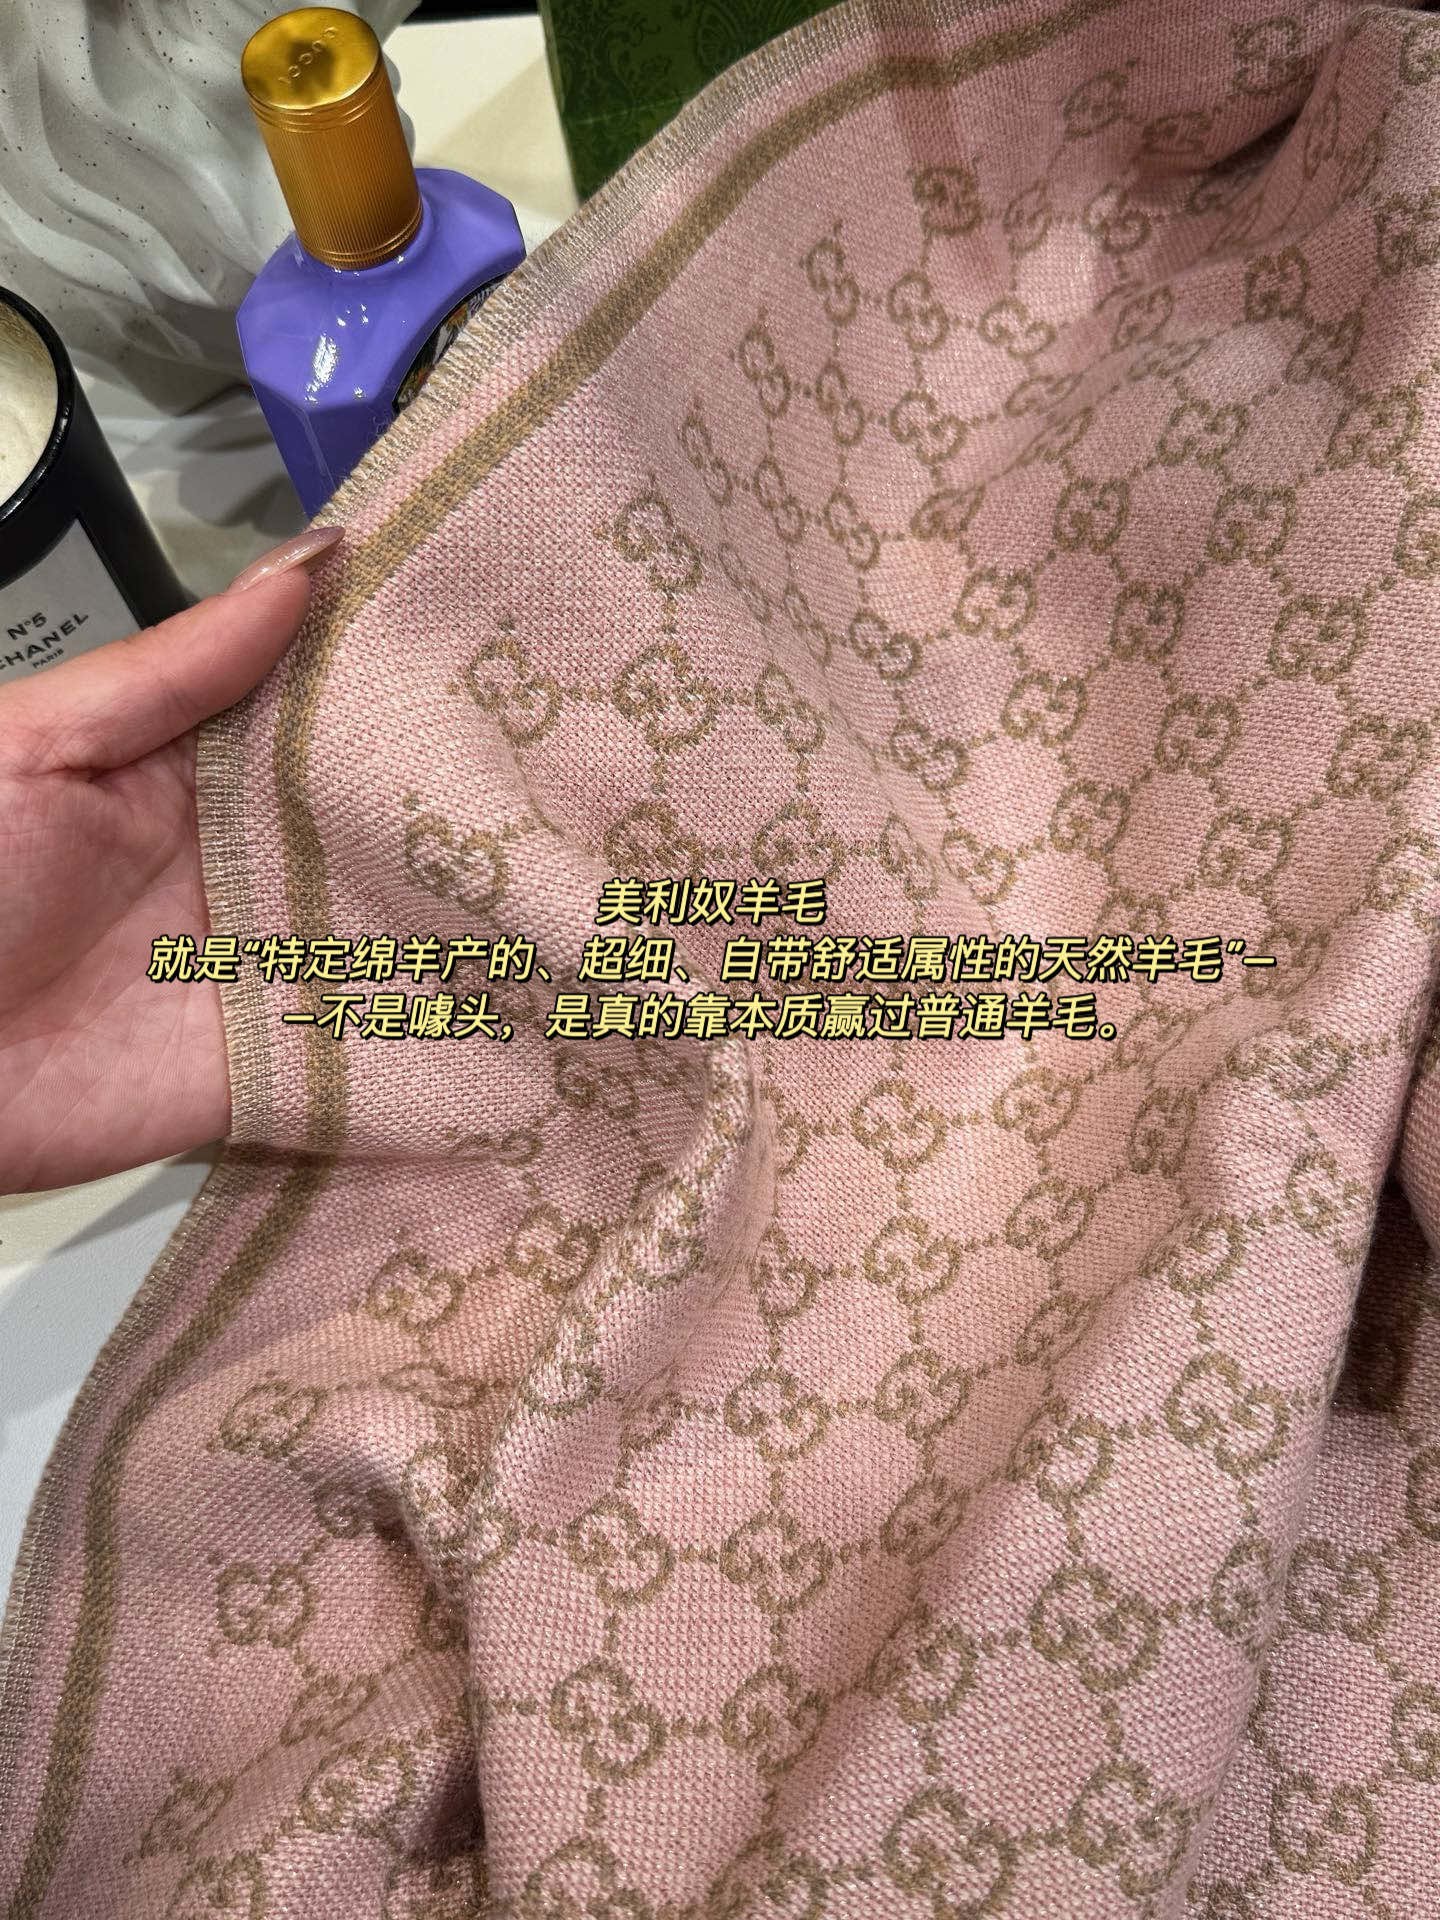 GUCCI
N°5
CHANEL
PARIS
美利奴羊毛
就是“特定绵羊产的、超细、自带舒适属性的天然羊毛”—
—不是噱头，是真的靠本质赢过普通羊毛。